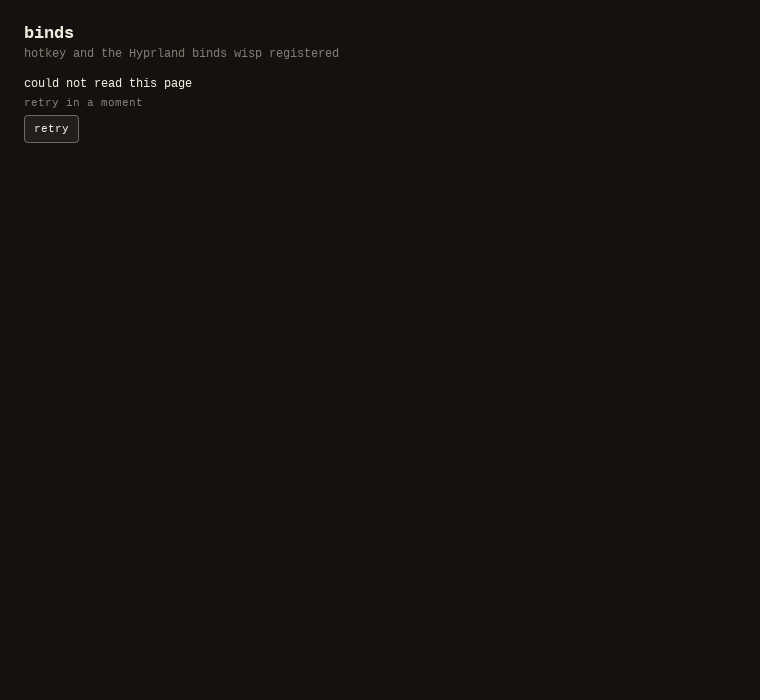 binds
hotkey and the Hyprland binds wisp registered
could not read this page
retry in a moment
retry